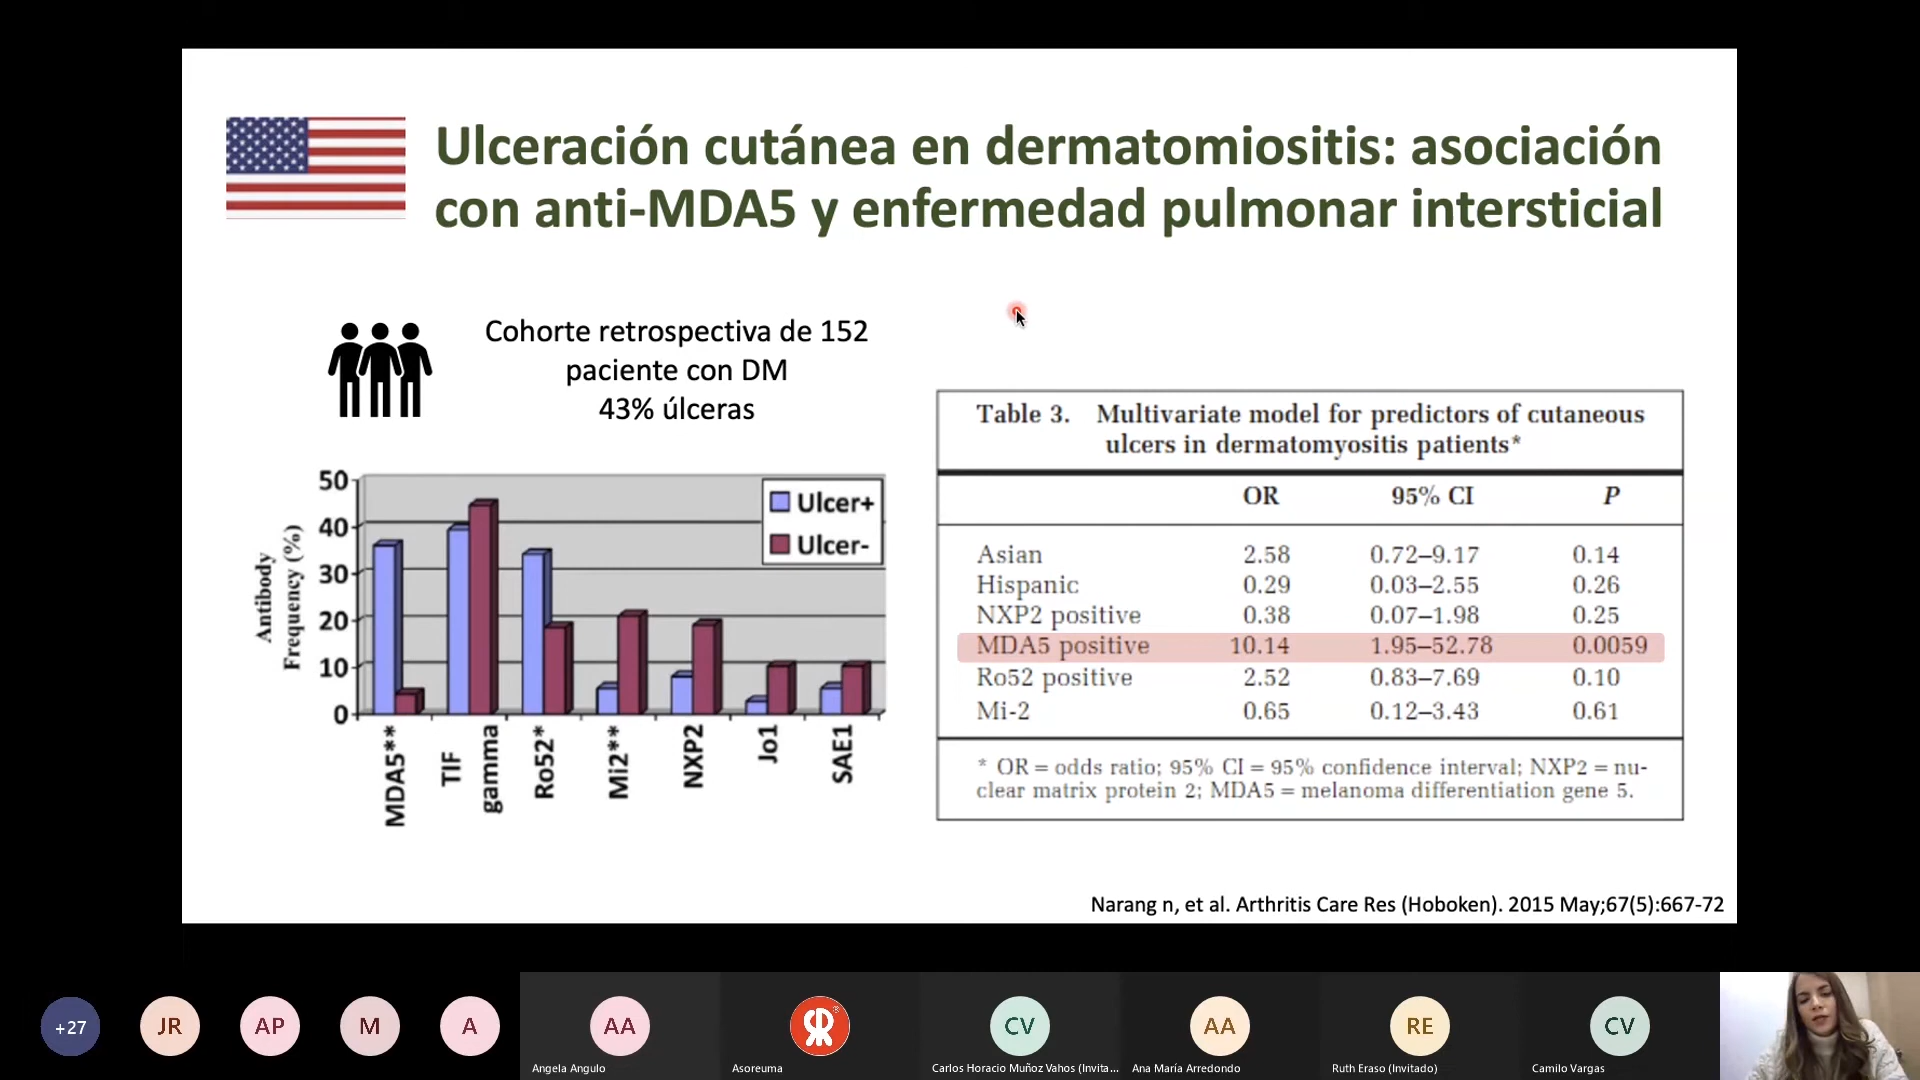 Ulceración cutánea en dermatomiositis: asociación
con anti-MDA5 y enfermedad pulmonar intersticial
Cohorte retrospectiva de 152
paciente con DM
43% úlceras
Antibody
Frequency (%)
50
40
30
20
10
0
Ulcer+
Ulcer-
MDA5**
TIF
gamma
Ro52*
Mi2**
NXP2
Jo1
SAE1
Table 3. Multivariate model for predictors of cutaneous
ulcers in dermatomyositis patients*
OR 95% CI P
Asian 2.58 0.72–9.17 0.14
Hispanic 0.29 0.03–2.55 0.26
NXP2 positive 0.38 0.07–1.98 0.25
MDA5 positive 10.14 1.95–52.78 0.0059
Ro52 positive 2.52 0.83–7.69 0.10
Mi-2 0.65 0.12–3.43 0.61
* OR = odds ratio; 95% CI = 95% confidence interval; NXP2 = nu-
clear matrix protein 2; MDA5 = melanoma differentiation gene 5.
Narang n, et al. Arthritis Care Res (Hoboken). 2015 May;67(5):667-72
+27
JR
AP
M
A
AA
Angela Angulo
Asoreuma
CV
Carlos Horacio Muñoz Vahos (Invita...
AA
Ana María Arredondo
RE
Ruth Eraso (Invitado)
CV
Camilo Vargas